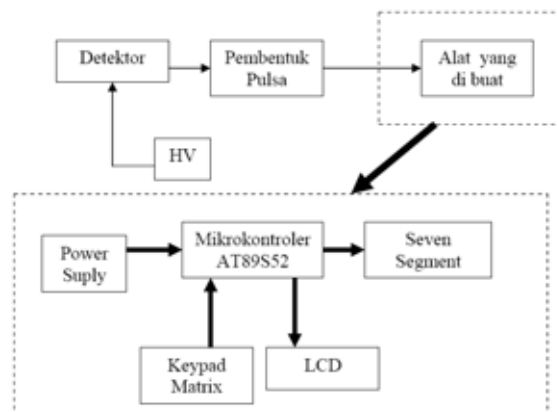 Detektor
Pembentuk
Pulsa
Alat yang
di buat
HV
Power
Suply
Mikrokontroler
AT89S52
Seven
Segment
Keypad
Matrix
LCD